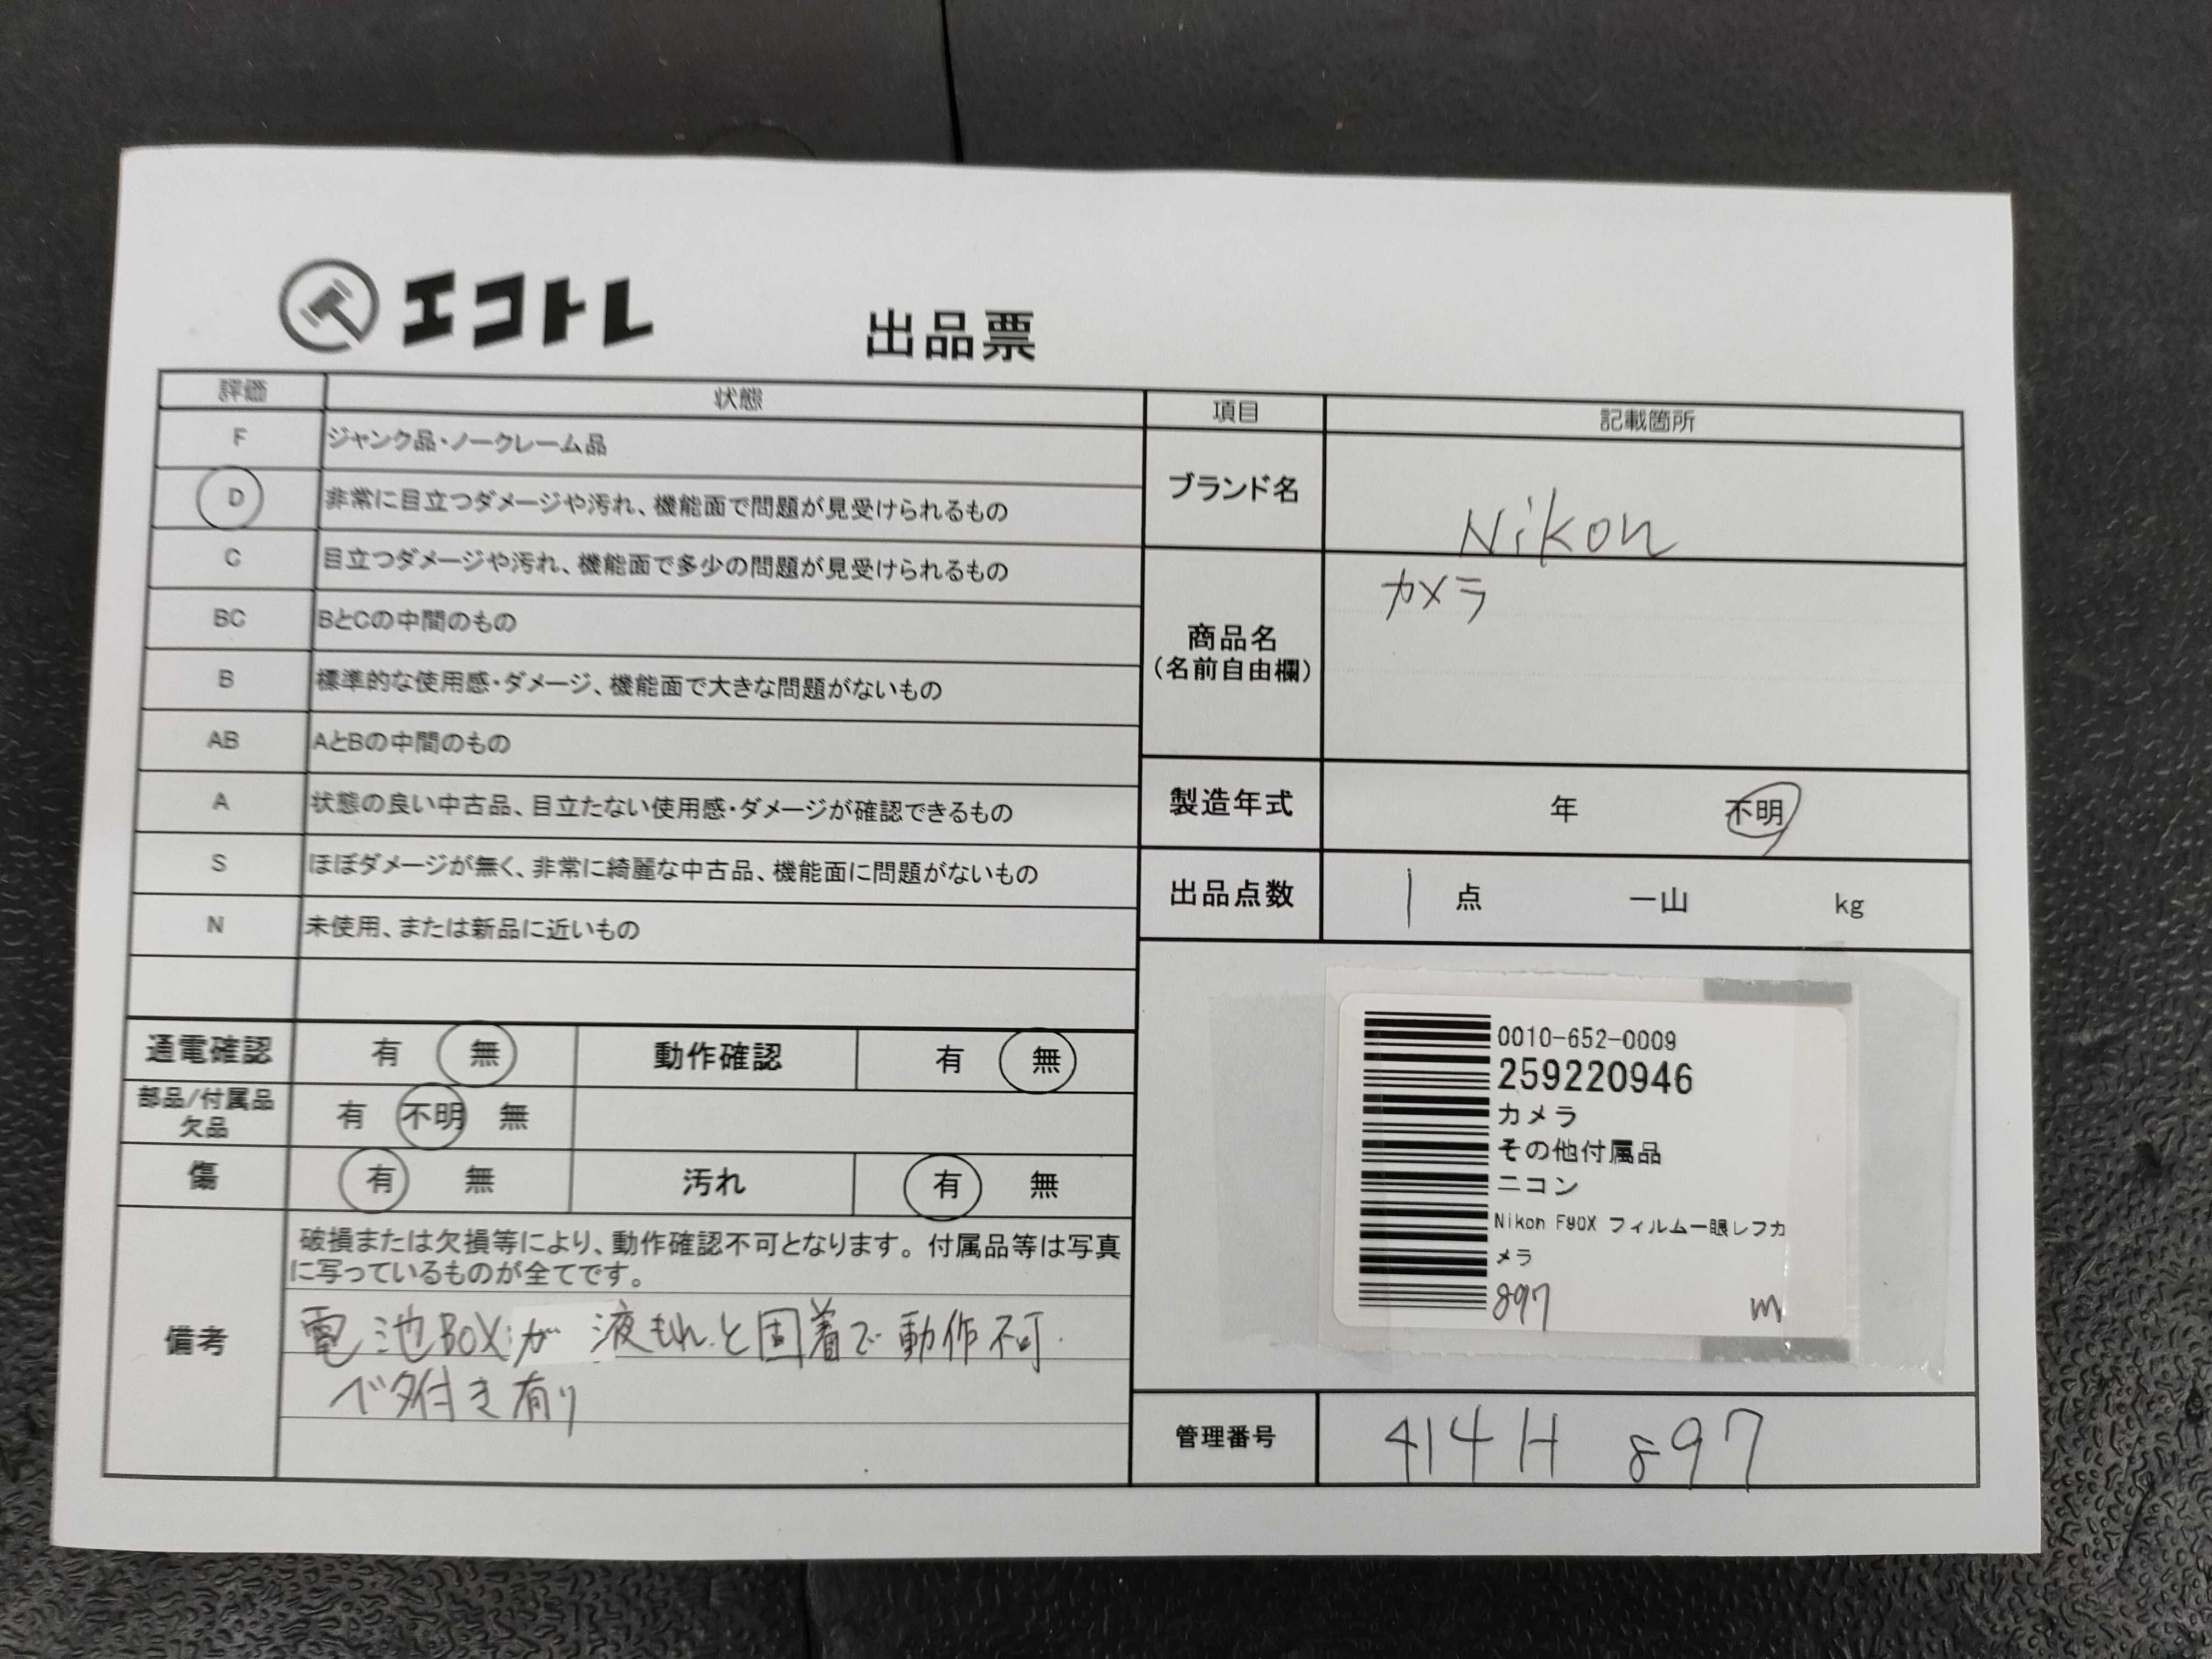 エコトレ
出品票
評価 状態
F ジャンク品・ノークレーム品
D 非常に目立つダメージや汚れ、機能面で問題が見受けられるもの
C 目立つダメージや汚れ、機能面で多少の問題が見受けられるもの
BC BとCの中間のもの
B 標準的な使用感・ダメージ、機能面で大きな問題がないもの
AB AとBの中間のもの
A 状態の良い中古品、目立たない使用感・ダメージが確認できるもの
S ほぼダメージが無く、非常に綺麗な中古品、機能面に問題がないもの
N 未使用、または新品に近いもの
通電確認 有 無 動作確認 有 無
部品/付属品
欠品
有 不明 無
傷 有 無 汚れ 有 無
備考
破損または欠損等により、動作確認不可となります。付属品等は写真
に写っているものが全てです。
電池BOXが 液もれと固着で動作不可.
ベタ付き有り
項目 記載箇所
ブランド名 Nikon
商品名
(名前自由欄)
カメラ
製造年式 年 不明
出品点数 1 点 一山 kg
0010-652-0009
259220946
カメラ
その他付属品
ニコン
Nikon F90X フィルム一眼レフカ
メラ
897 m
管理番号 414H 897